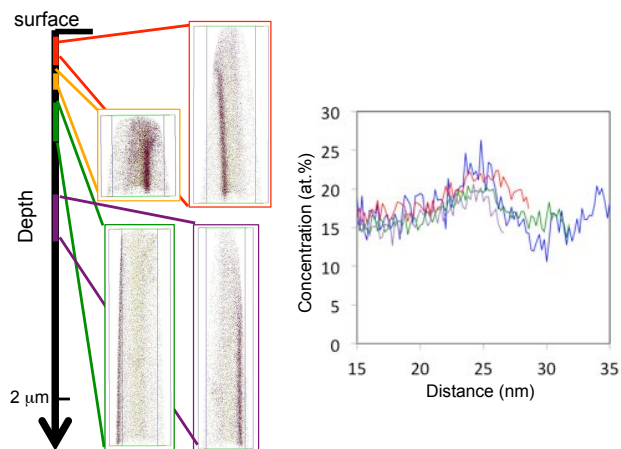 surface
Depth
2 μm
Concentration (at.%)
30
25
20
15
10
5
0
15
20
25
30
35
Distance (nm)